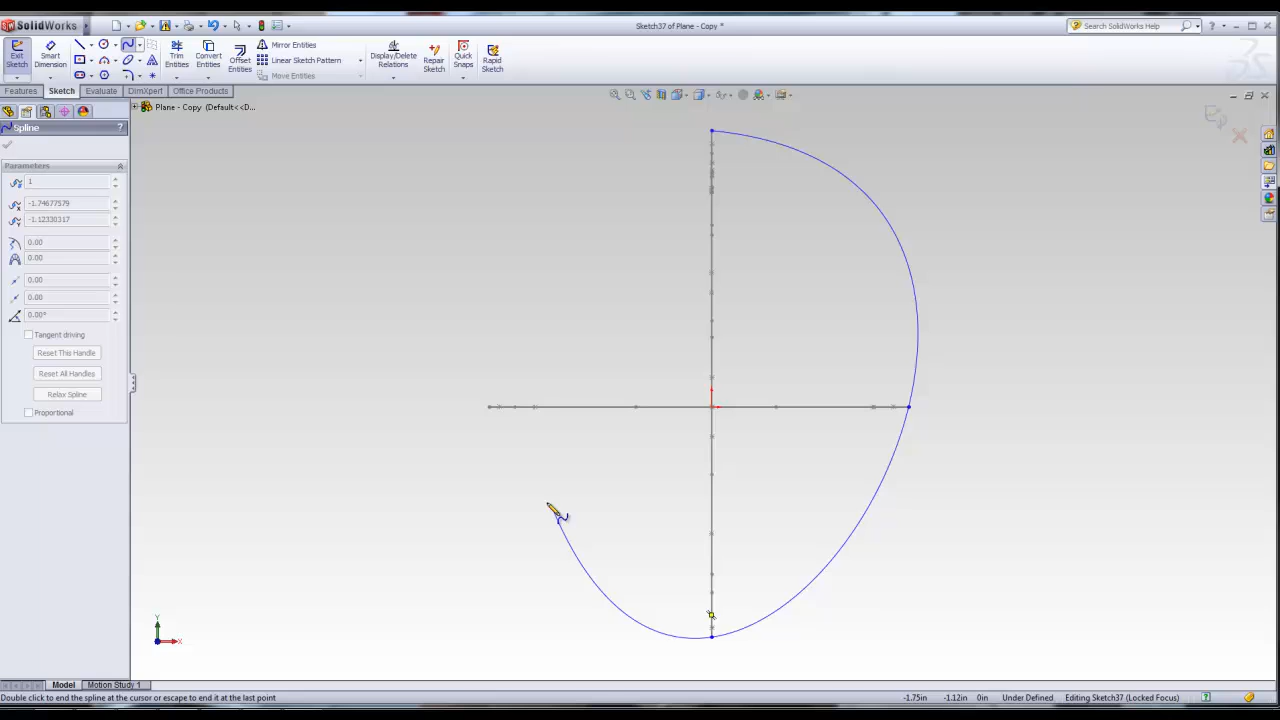 SolidWorks
Sketch37 of Plane - Copy *
Search SolidWorks Help
Exit Sketch
Smart Dimension
Trim Entities
Convert Entities
Offset Entities
Mirror Entities
Linear Sketch Pattern
Move Entities
Display/Delete Relations
Repair Sketch
Quick Snaps
Rapid Sketch
Features Sketch Evaluate DimXpert Office Products
Plane - Copy (Default<<D...
Spline ?
Parameters
1
-1.74677579
-1.12330317
0.00
0.00
0.00
0.00
0.00°
Tangent driving
Reset This Handle
Reset All Handles
Relax Spline
Proportional
Y
X
Model Motion Study 1
Double click to end the spline at the cursor or escape to end it at the last point -1.75in -1.12in 0in Under Defined Editing Sketch37 (Locked Focus)